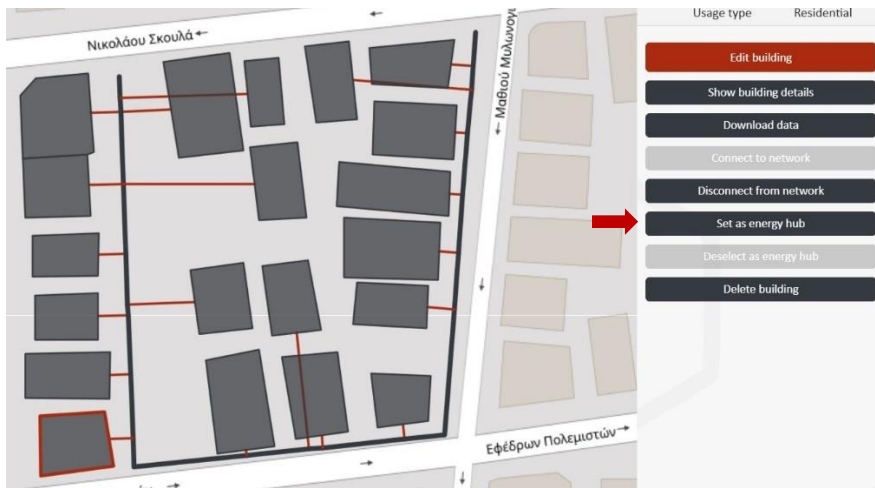 Usage type Residential
Νικολάου Σκουλά
Edit building
Show building details
Download data
Connect to network
Disconnect from network
Set as energy hub
Deselect as energy hub
Delete building
Εφέδρων Πολεμιστών